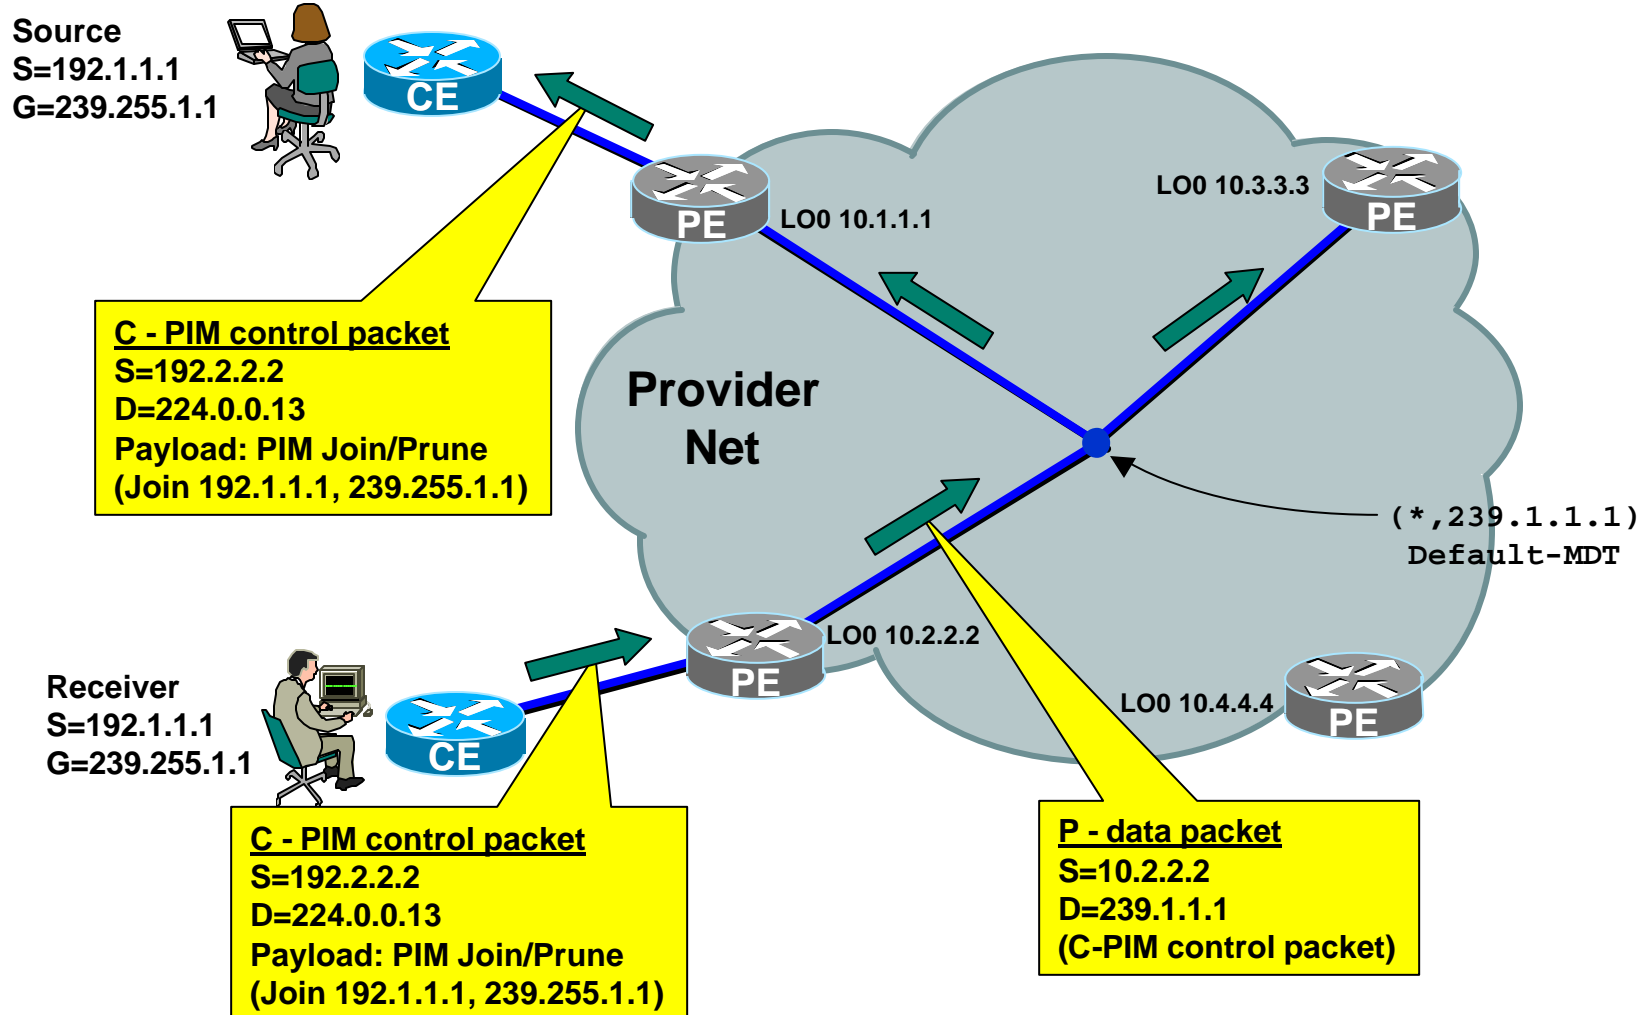 Source
S=192.1.1.1
G=239.255.1.1
CE
PE
LO0 10.1.1.1
LO0 10.3.3.3
PE
C - PIM control packet
S=192.2.2.2
D=224.0.0.13
Payload: PIM Join/Prune
(Join 192.1.1.1, 239.255.1.1)
Provider
Net
(*,239.1.1.1)
Default-MDT
Receiver
S=192.1.1.1
G=239.255.1.1
CE
PE
LO0 10.2.2.2
LO0 10.4.4.4
PE
C - PIM control packet
S=192.2.2.2
D=224.0.0.13
Payload: PIM Join/Prune
(Join 192.1.1.1, 239.255.1.1)
P - data packet
S=10.2.2.2
D=239.1.1.1
(C-PIM control packet)